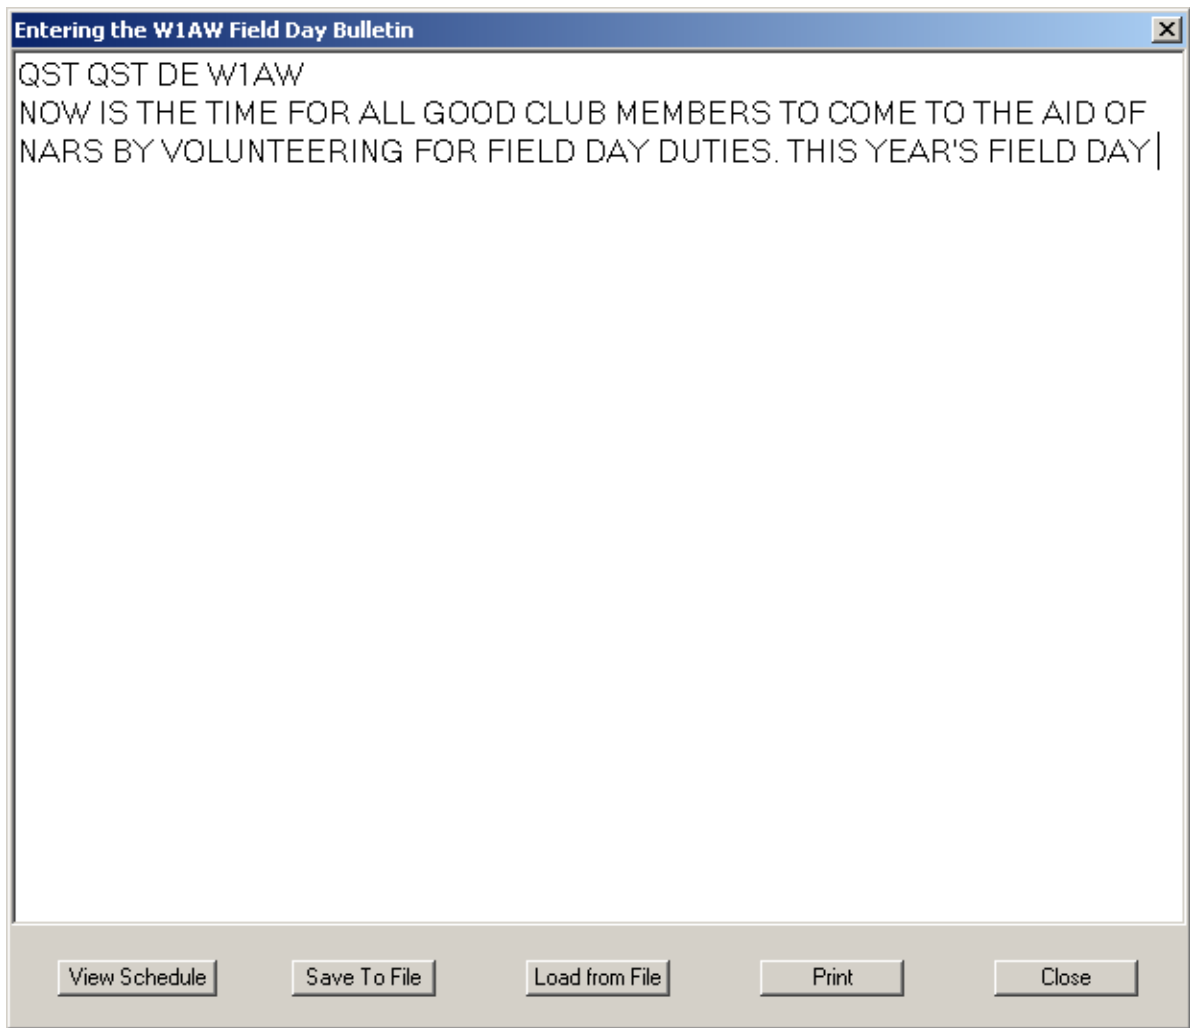 Entering the W1AW Field Day Bulletin
QST QST DE W1AW
NOW IS THE TIME FOR ALL GOOD CLUB MEMBERS TO COME TO THE AID OF
NARS BY VOLUNTEERING FOR FIELD DAY DUTIES. THIS YEAR'S FIELD DAY
View Schedule Save To File Load from File Print Close